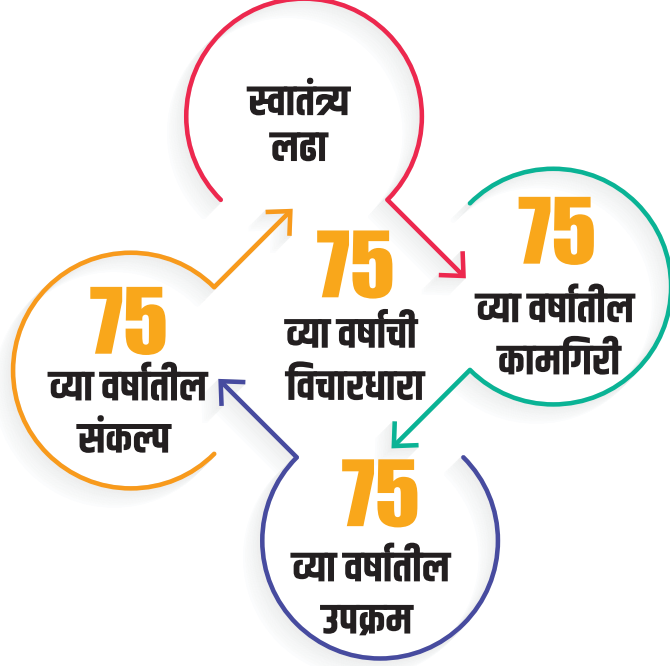 स्वातंत्र्य
लढा
75
व्या वर्षातील
कामगिरी
75
व्या वर्षाची
विचारधारा
75
व्या वर्षातील
संकल्प
75
व्या वर्षातील
उपक्रम